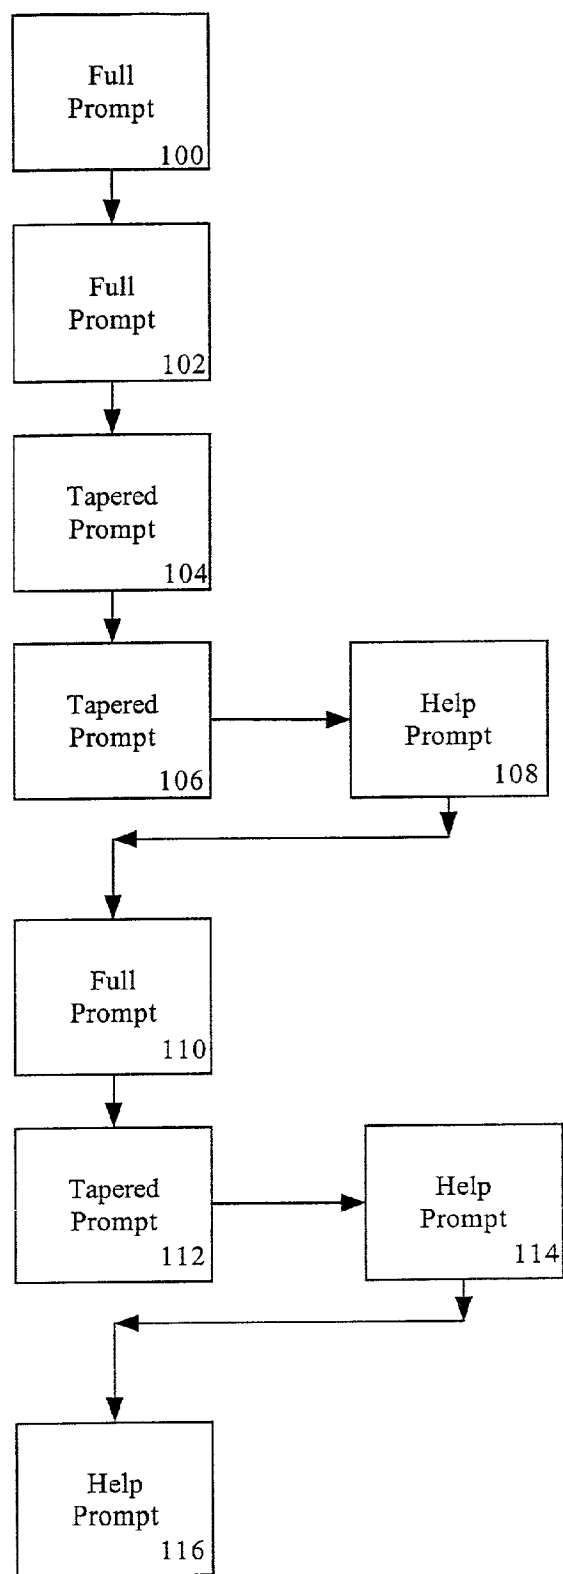 Full
Prompt
100
Full
Prompt
102
Tapered
Prompt
104
Tapered
Prompt
106
Help
Prompt
108
Full
Prompt
110
Tapered
Prompt
112
Help
Prompt
114
Help
Prompt
116